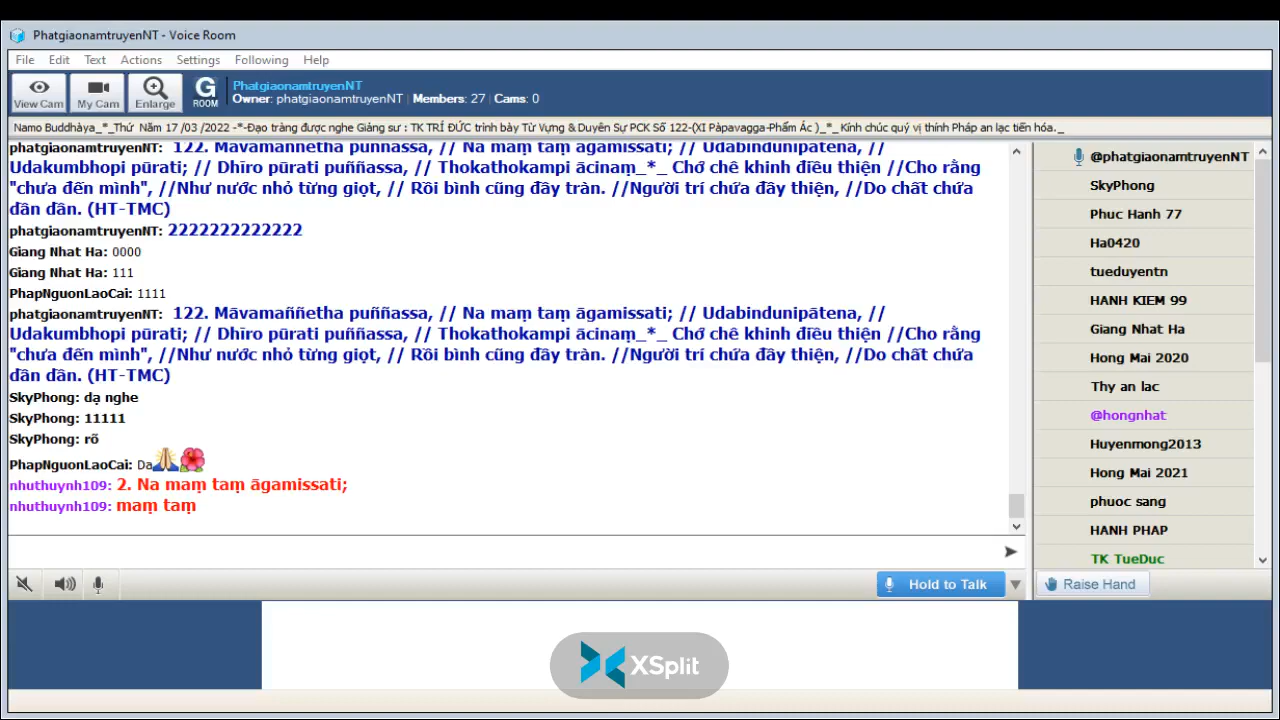 PhatgiaonamtruyenNT - Voice Room
File Edit Text Actions Settings Following Help
View Cam My Cam Enlarge G ROOM
PhatgiaonamtruyenNT
Owner: phatgiaonamtruyenNT Members: 27 Cams: 0
Namo Buddhàya_*_Thứ Năm 17 /03 /2022 -*-Đạo tràng được nghe Giảng sư : TK TRÍ ĐỨC trình bày Từ Vựng & Duyên Sự PCK Số 122-(XI Pàpavagga-Phẩm Ác )_*_ Kính chúc quý vị thính Pháp an lạc tiến hóa._
phatgiaonamtruyenNT: 122. Māvamaññetha puññassa, // Na maṃ taṃ āgamissati; // Udabindunipātena, //
Udakumbhopi pūrati; // Dhīro pūrati puññassa, // Thokathokampi ācinaṃ_*_ Chớ chê khinh điều thiện //Cho rằng
"chưa đến mình", //Như nước nhỏ từng giọt, // Rồi bình cũng đầy tràn. //Người trí chứa đầy thiện, //Do chất chứa
dần dần. (HT-TMC)
phatgiaonamtruyenNT: 2222222222222
Giang Nhat Ha: 0000
Giang Nhat Ha: 111
PhapNguonLaoCai: 1111
phatgiaonamtruyenNT: 122. Māvamaññetha puññassa, // Na maṃ taṃ āgamissati; // Udabindunipātena, //
Udakumbhopi pūrati; // Dhīro pūrati puññassa, // Thokathokampi ācinaṃ_*_ Chớ chê khinh điều thiện //Cho rằng
"chưa đến mình", //Như nước nhỏ từng giọt, // Rồi bình cũng đầy tràn. //Người trí chứa đầy thiện, //Do chất chứa
dần dần. (HT-TMC)
SkyPhong: dạ nghe
SkyPhong: 11111
SkyPhong: rõ
PhapNguonLaoCai: Da🙏🌺
nhuthuynh109: 2. Na maṃ taṃ āgamissati;
nhuthuynh109: maṃ taṃ
@phatgiaonamtruyenNT
SkyPhong
Phuc Hanh 77
Ha0420
tueduyentn
HANH KIEM 99
Giang Nhat Ha
Hong Mai 2020
Thy an lac
@hongnhat
Huyenmong2013
Hong Mai 2021
phuoc sang
HANH PHAP
TK TueDuc
Hold to Talk
Raise Hand
XSplit